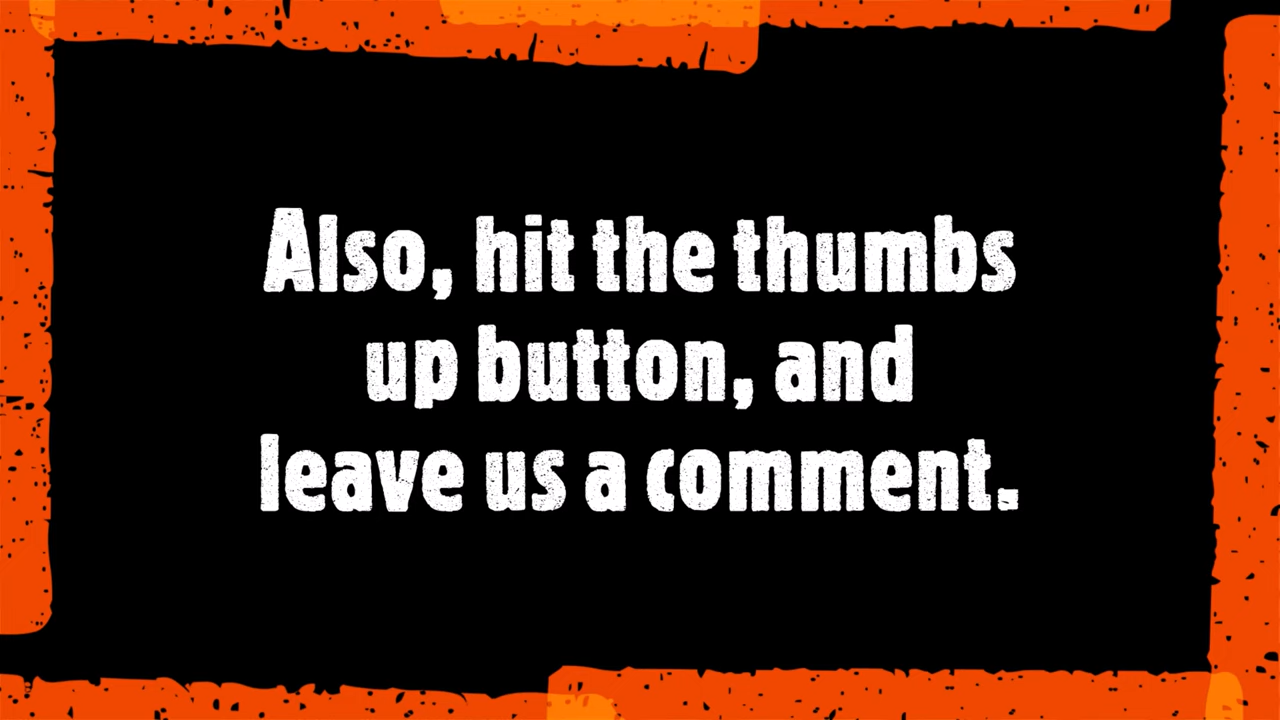 Also, hit the thumbs
up button, and
leave us a comment.